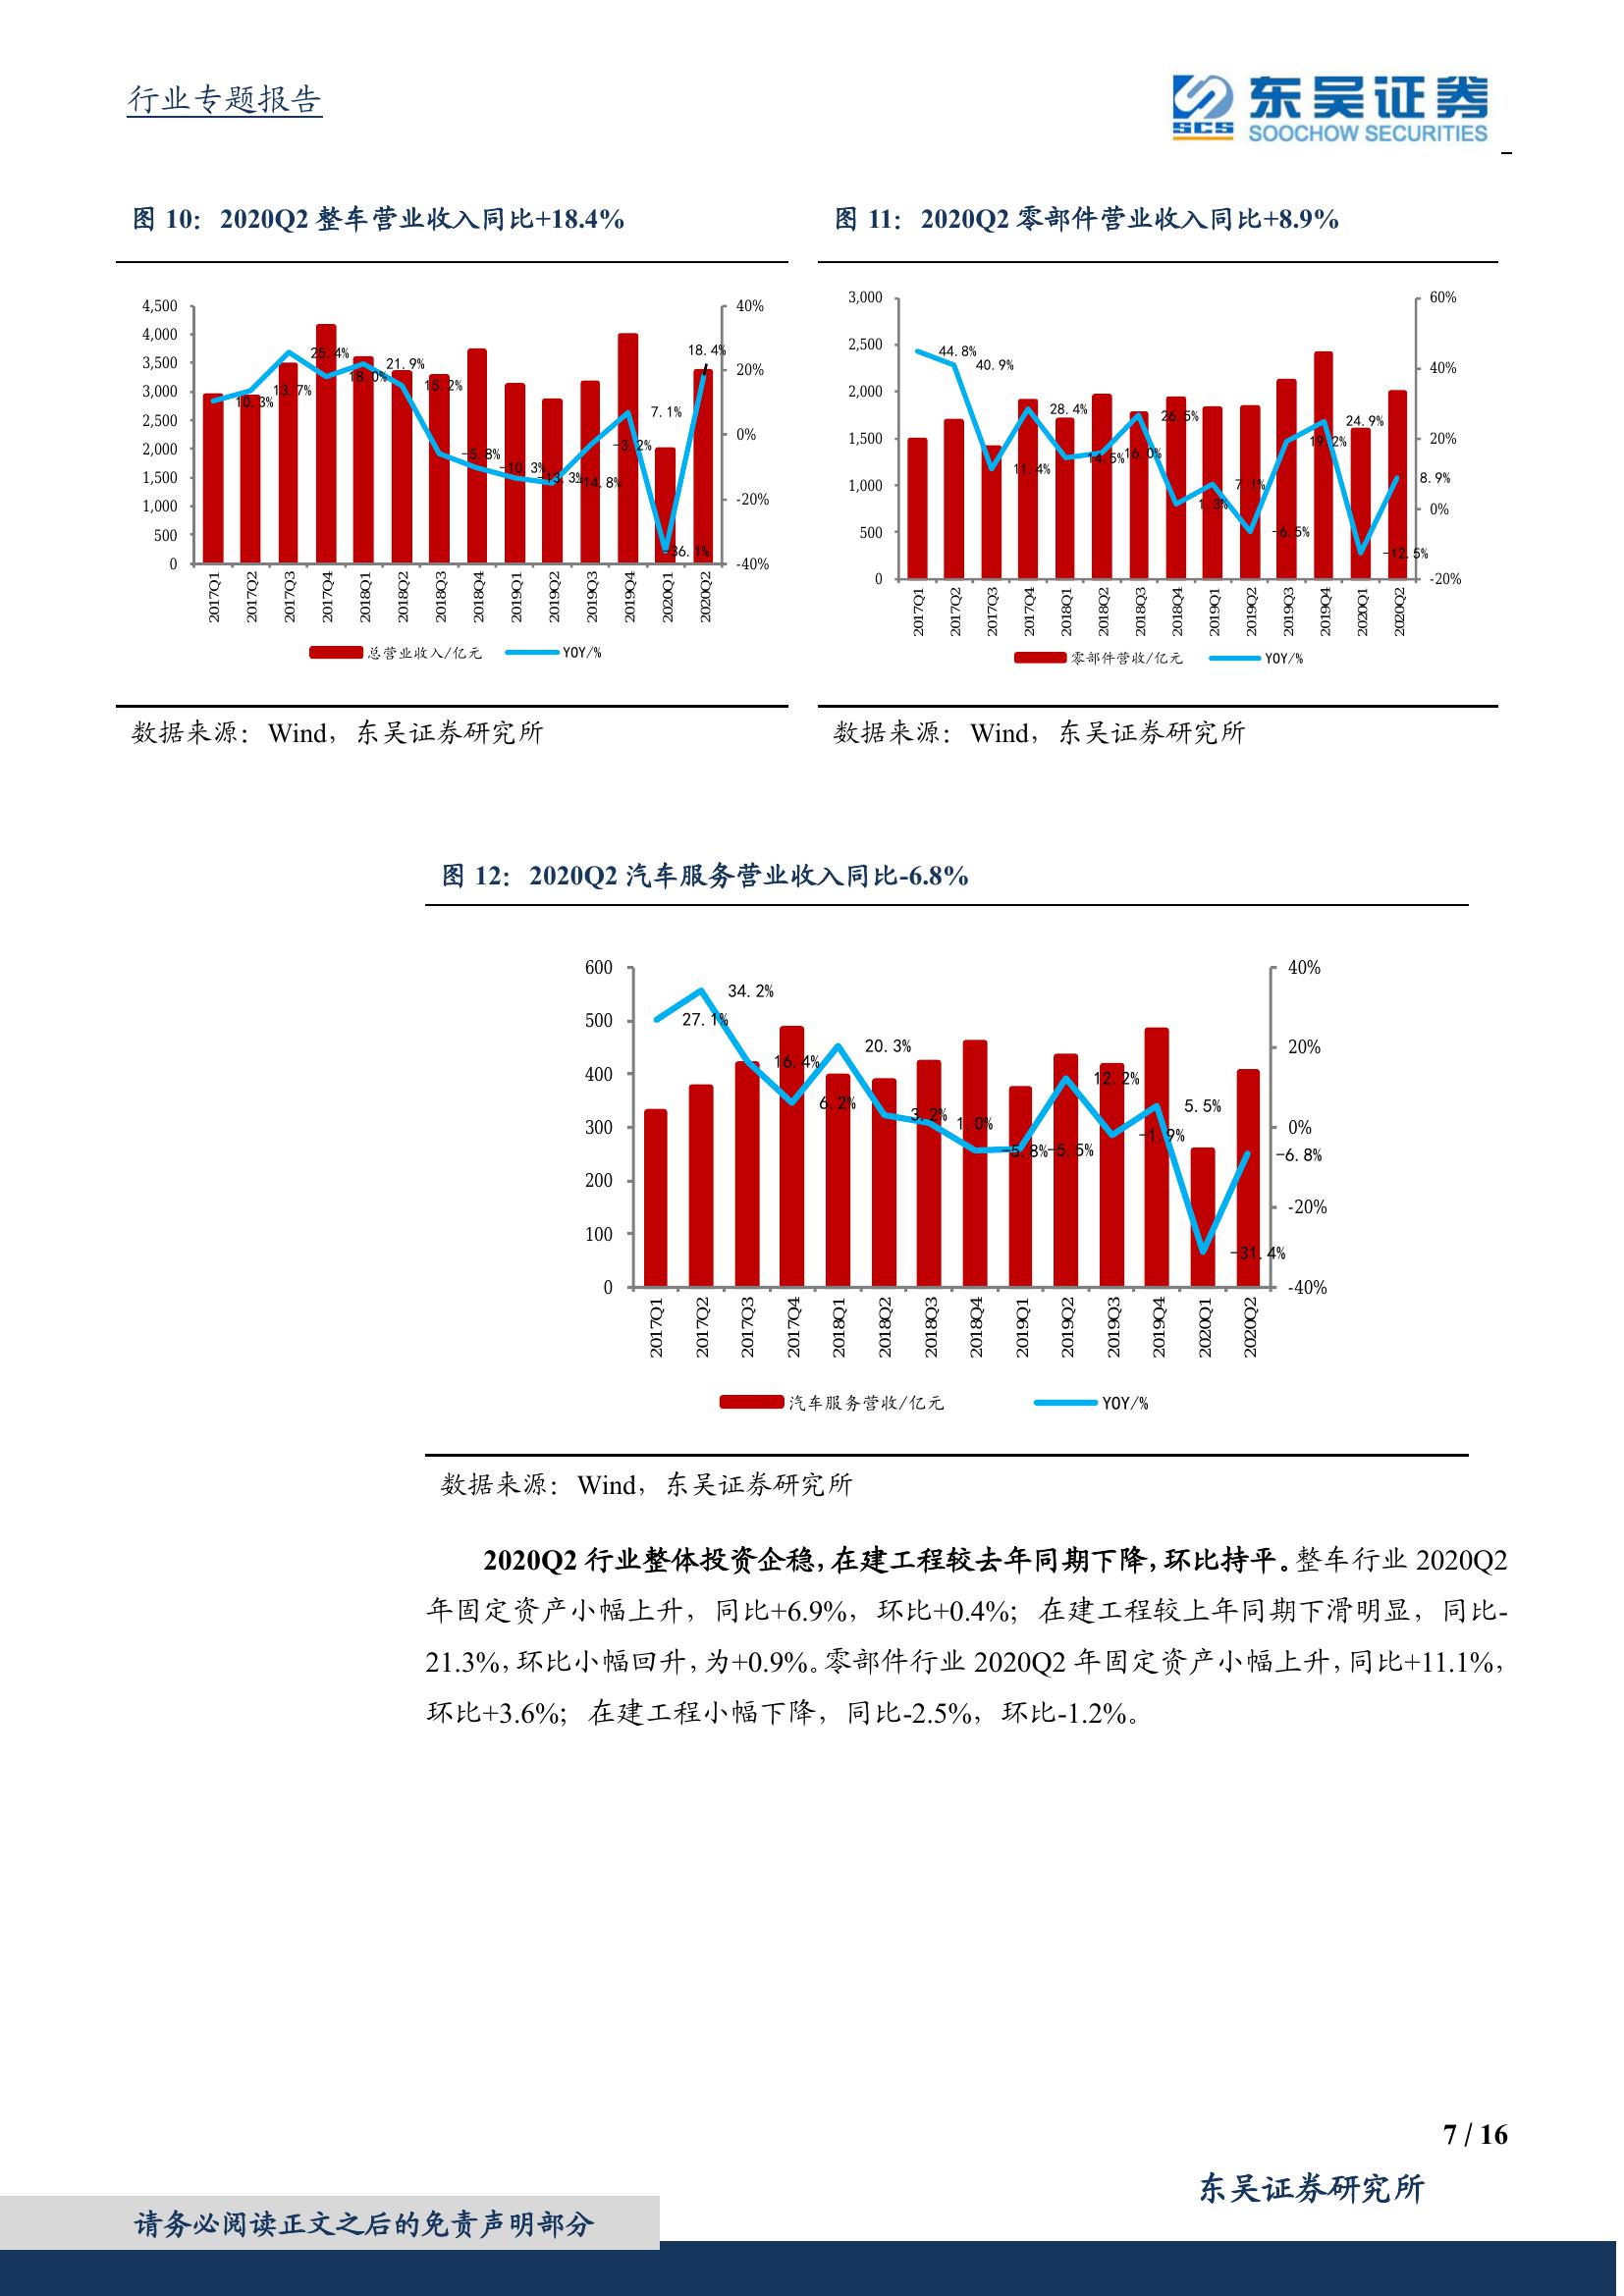 行业专题报告
东吴证券
SCS
SOOCHOW SECURITIES
图 10： 2020Q2 整车营业收入同比+18.4%
4,500
4,000
3,500
3,000
2,500
2,000
1,500
1,000
500
0
40%
20%
0%
-20%
-40%
10.3%
13.7%
25.4%
18.0%
21.9%
15.2%
-5.8%
-10.3%
-13.3%
-14.8%
-3.2%
7.1%
-36.1%
18.4%
2017Q1
2017Q2
2017Q3
2017Q4
2018Q1
2018Q2
2018Q3
2018Q4
2019Q1
2019Q2
2019Q3
2019Q4
2020Q1
2020Q2
总营业收入/亿元
YOY/%
数据来源： Wind， 东吴证券研究所
图 11： 2020Q2 零部件营业收入同比+8.9%
3,000
2,500
2,000
1,500
1,000
500
0
60%
40%
20%
0%
-20%
44.8%
40.9%
11.4%
28.4%
14.5%
16.0%
26.5%
1.3%
7.1%
-6.5%
19.2%
24.9%
-12.5%
8.9%
2017Q1
2017Q2
2017Q3
2017Q4
2018Q1
2018Q2
2018Q3
2018Q4
2019Q1
2019Q2
2019Q3
2019Q4
2020Q1
2020Q2
零部件营收/亿元
YOY/%
数据来源： Wind， 东吴证券研究所
图 12： 2020Q2 汽车服务营业收入同比-6.8%
600
500
400
300
200
100
0
40%
20%
0%
-20%
-40%
27.1%
34.2%
16.4%
6.2%
20.3%
3.2%
1.0%
-5.8%
-5.5%
12.2%
-1.9%
5.5%
-31.4%
-6.8%
2017Q1
2017Q2
2017Q3
2017Q4
2018Q1
2018Q2
2018Q3
2018Q4
2019Q1
2019Q2
2019Q3
2019Q4
2020Q1
2020Q2
汽车服务营收/亿元
YOY/%
数据来源： Wind， 东吴证券研究所
2020Q2 行业整体投资企稳，在建工程较去年同期下降，环比持平。整车行业 2020Q2
年固定资产小幅上升，同比+6.9%，环比+0.4%；在建工程较上年同期下滑明显，同比-
21.3%，环比小幅回升，为+0.9%。零部件行业 2020Q2 年固定资产小幅上升，同比+11.1%，
环比+3.6%；在建工程小幅下降，同比-2.5%，环比-1.2%。
7 / 16
东吴证券研究所
请务必阅读正文之后的免责声明部分